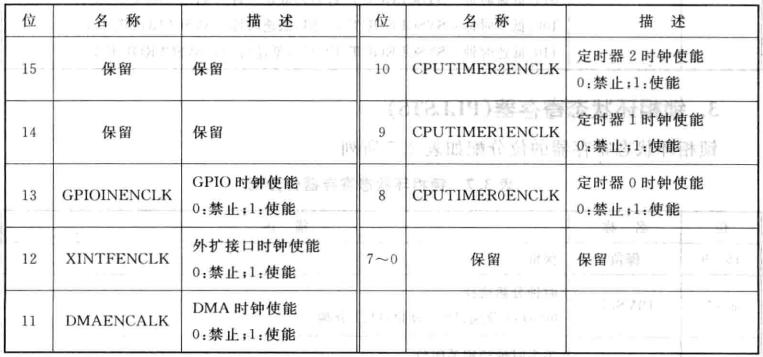 位 名 称 描 述 位 名 称 描 述
15 保留 保留 10 CPUTIMER2ENCLK 定时器 2 时钟使能
0:禁止;1:使能
14 保留 保留 9 CPUTIMER1ENCLK 定时器 1 时钟使能
0:禁止;1:使能
13 GPIOINENCLK GPIO 时钟使能
0:禁止;1:使能 8 CPUTIMER0ENCLK 定时器 0 时钟使能
0:禁止;1:使能
12 XINTFENCLK 外扩接口时钟使能
0:禁止;1:使能 7~0 保留 保留
11 DMAENCALK DMA 时钟使能
0:禁止;1:使能